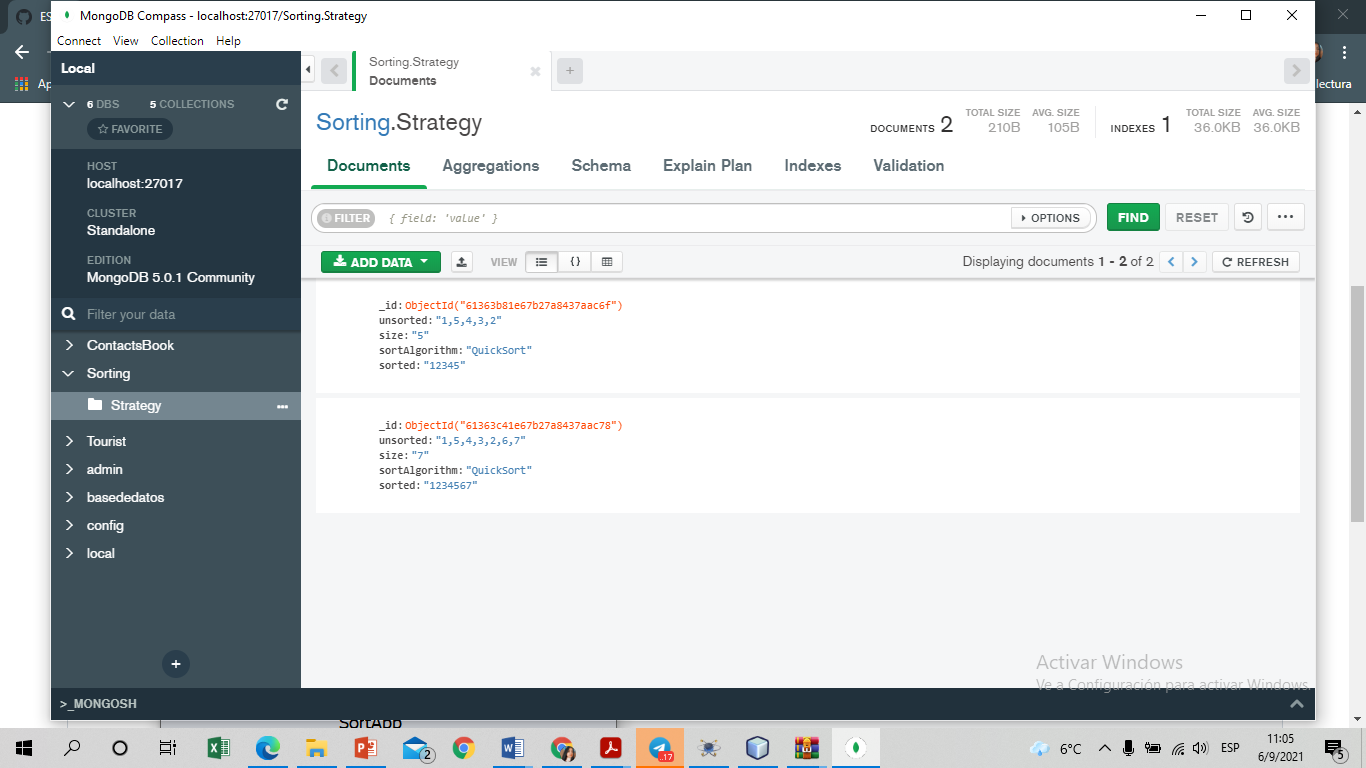 ES
MongoDB Compass - localhost:27017/Sorting.Strategy
Connect View Collection Help
Ap
lectura
Local
6 DBS 5 COLLECTIONS
FAVORITE
HOST
localhost:27017
CLUSTER
Standalone
EDITION
MongoDB 5.0.1 Community
Filter your data
ContactsBook
Sorting
Strategy
Tourist
admin
basededatos
config
local
>_MONGOSH
Sorting.Strategy
Documents
Sorting.Strategy
DOCUMENTS 2 TOTAL SIZE 210B AVG. SIZE 105B INDEXES 1 TOTAL SIZE 36.0KB AVG. SIZE 36.0KB
Documents Aggregations Schema Explain Plan Indexes Validation
FILTER { field: 'value' } OPTIONS FIND RESET
ADD DATA VIEW {} Displaying documents 1 - 2 of 2 REFRESH
_id: ObjectId("61363b81e67b27a8437aac6f")
unsorted: "1,5,4,3,2"
size: "5"
sortAlgorithm: "QuickSort"
sorted: "12345"
_id: ObjectId("61363c41e67b27a8437aac78")
unsorted: "1,5,4,3,2,6,7"
size: "7"
sortAlgorithm: "QuickSort"
sorted: "1234567"
Activar Windows
Ve a Configuración para activar Windows.
SortApp
2
..17
6°C ESP 11:05
6/9/2021
5